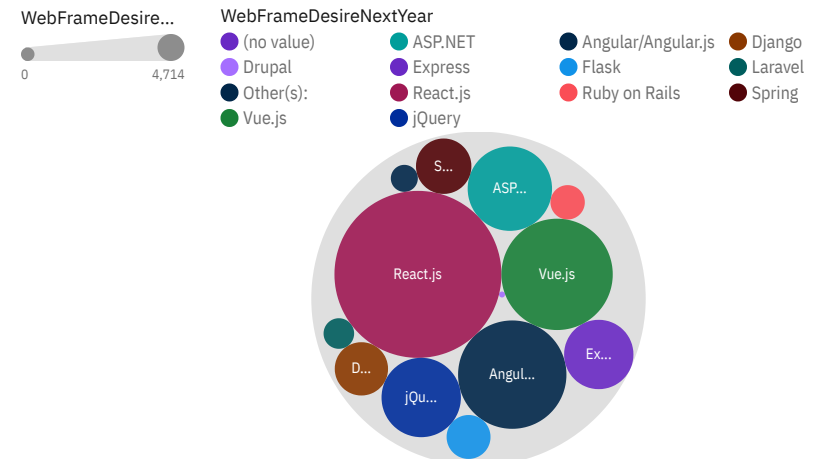 WebFrameDesire...
0
4,714
WebFrameDesireNextYear
(no value)
ASP.NET
Angular/Angular.js
Django
Drupal
Express
Flask
Laravel
Other(s):
React.js
Ruby on Rails
Spring
Vue.js
jQuery
S...
ASP...
React.js
Vue.js
Ex...
D...
Angul...
jQu...